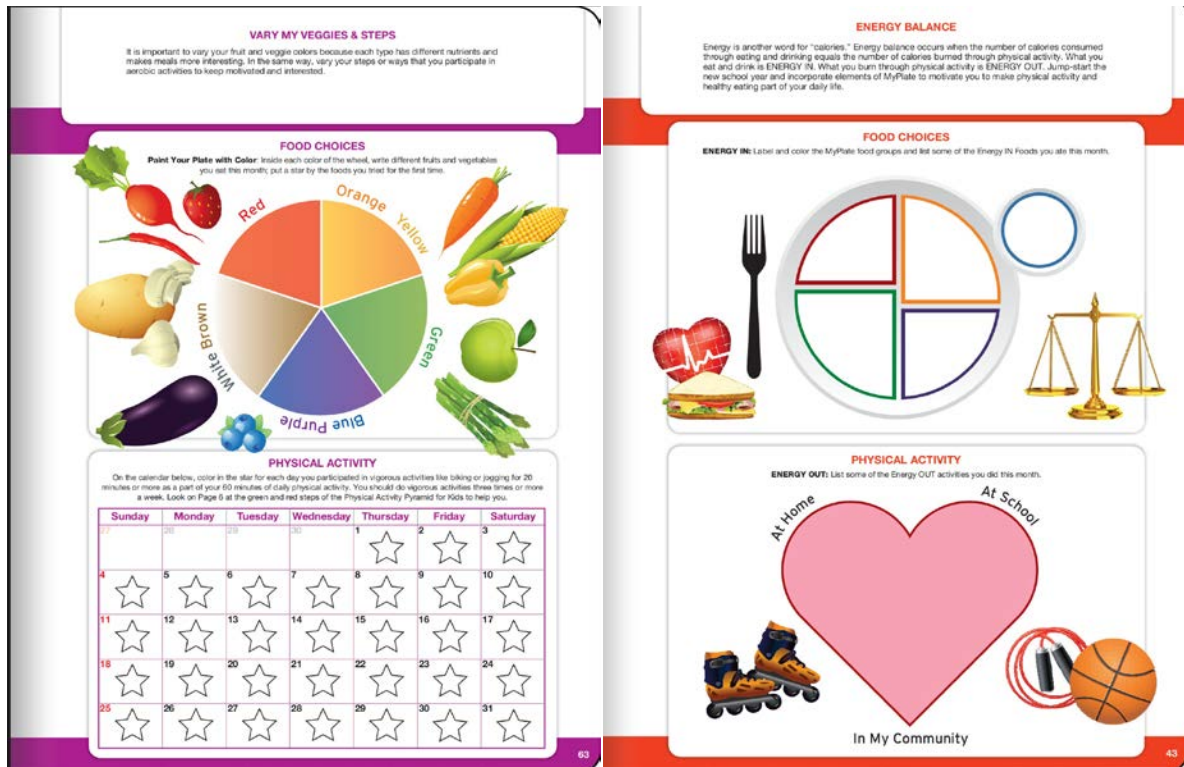 VARY MY VEGGIES & STEPS
It is important to vary your fruit and veggie colors because each type has different nutrients and
makes meals more interesting. In the same way, vary your steps or ways that you participate in
aerobic activities to keep motivated and interested.
FOOD CHOICES
Paint Your Plate with Color: Inside each color of the wheel, write different fruits and vegetables
you eat this month; put a star by the foods you tried for the first time.
Red
Orange Yellow
Green
Blue Purple
White Brown
PHYSICAL ACTIVITY
On the calendar below, color in the star for each day you participated in vigorous activities like biking or jogging for 20
minutes or more as a part of your 60 minutes of daily physical activity. You should do vigorous activities three times or more
a week. Look on Page 6 at the green and red steps of the Physical Activity Pyramid for Kids to help you.
Sunday Monday Tuesday Wednesday Thursday Friday Saturday
27 28 29 30 1 2 3
4 5 6 7 8 9 10
11 12 13 14 15 16 17
18 19 20 21 22 23 24
25 26 27 28 29 30 31
63
ENERGY BALANCE
Energy is another word for "calories." Energy balance occurs when the number of calories consumed
through eating and drinking equals the number of calories burned through physical activity. What you
eat and drink is ENERGY IN. What you burn through physical activity is ENERGY OUT. Jump-start the
new school year and incorporate elements of MyPlate to motivate you to make physical activity and
healthy eating part of your daily life.
FOOD CHOICES
ENERGY IN: Label and color the MyPlate food groups and list some of the Energy IN Foods you ate this month.
PHYSICAL ACTIVITY
ENERGY OUT: List some of the Energy OUT activities you did this month.
At Home
At School
In My Community
43